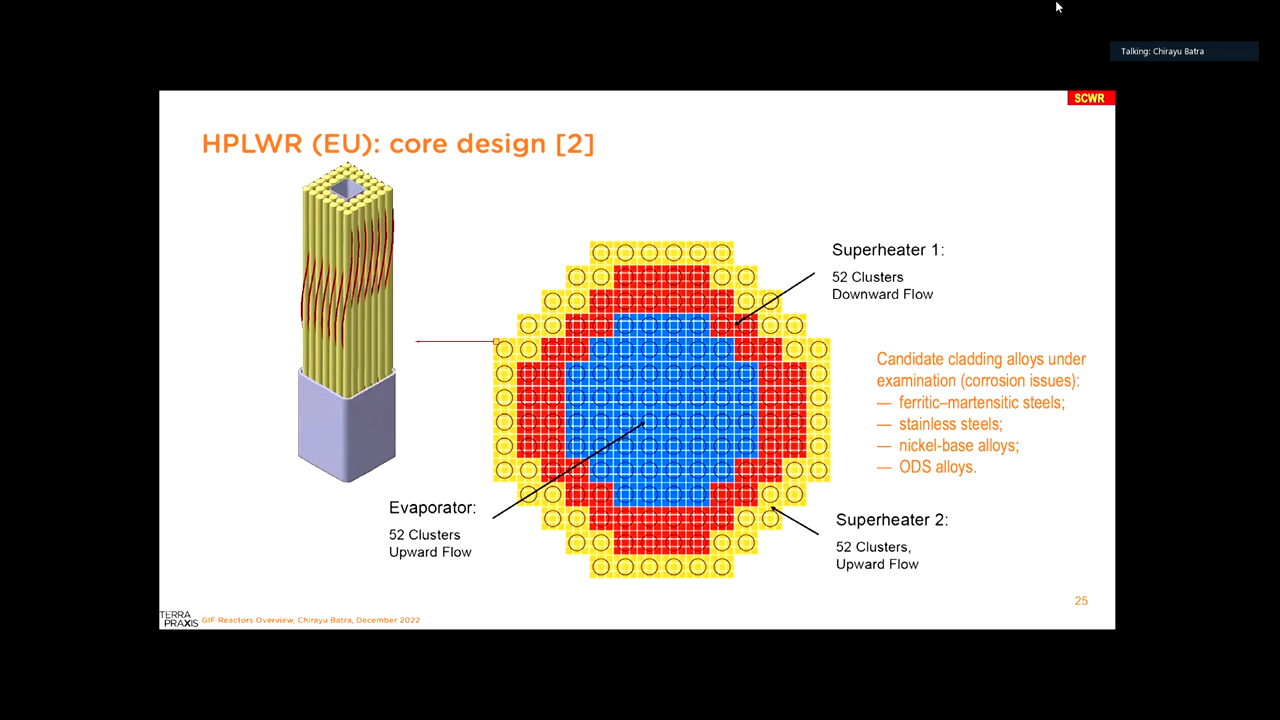 Talking: Chirayu Batra
SCWR
HPLWR (EU): core design [2]
Superheater 1:
52 Clusters
Downward Flow
Candidate cladding alloys under
examination (corrosion issues):
— ferritic–martensitic steels;
— stainless steels;
— nickel-base alloys;
— ODS alloys.
Evaporator:
52 Clusters
Upward Flow
Superheater 2:
52 Clusters,
Upward Flow
25
TERRA
PRAXIS
GIF Reactors Overview, Chirayu Batra, December 2022